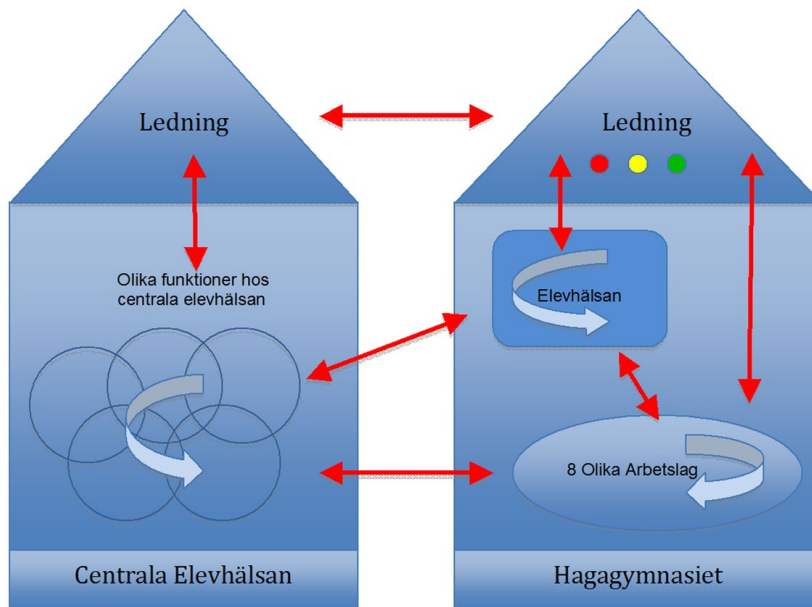 Ledning
Olika funktioner hos
centrala elevhälsan
Centrala Elevhälsan
Ledning
Elevhälsan
8 Olika Arbetslag
Hagagymnasiet